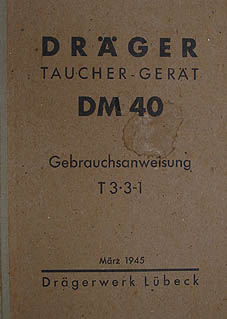 DRÄGER
TAUCHER-GERÄT
DM 40
Gebrauchsanweisung
T 3·3-1
März 1945
Drägerwerk Lübeck